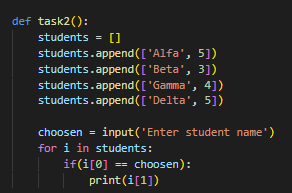 def task2():
    students = []
    students.append(['Alfa', 5])
    students.append(['Beta', 3])
    students.append(['Gamma', 4])
    students.append(['Delta', 5])

    choosen = input('Enter student name')
    for i in students:
        if(i[0] == choosen):
            print(i[1])